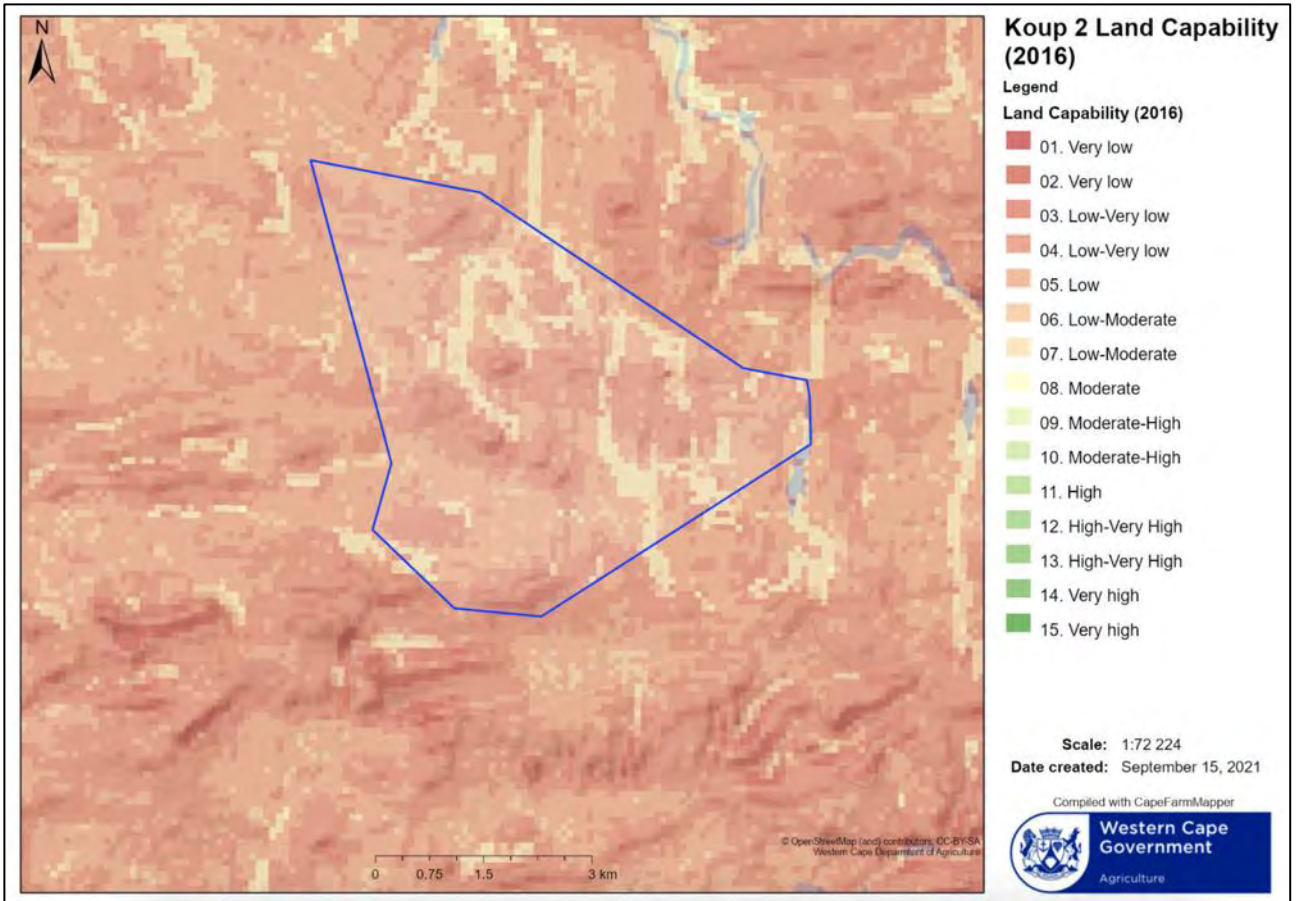 N
Koup 2 Land Capability
(2016)
Legend
Land Capability (2016)
01. Very low
02. Very low
03. Low-Very low
04. Low-Very low
05. Low
06. Low-Moderate
07. Low-Moderate
08. Moderate
09. Moderate-High
10. Moderate-High
11. High
12. High-Very High
13. High-Very High
14. Very high
15. Very high
Scale: 1:72 224
Date created: September 15, 2021
Compiled with CapeFarmMapper
Western Cape
Government
Agriculture
© OpenStreetMap (and) contributors, CC-BY-SA
Western Cape Department of Agriculture
0 0.75 1.5 3 km